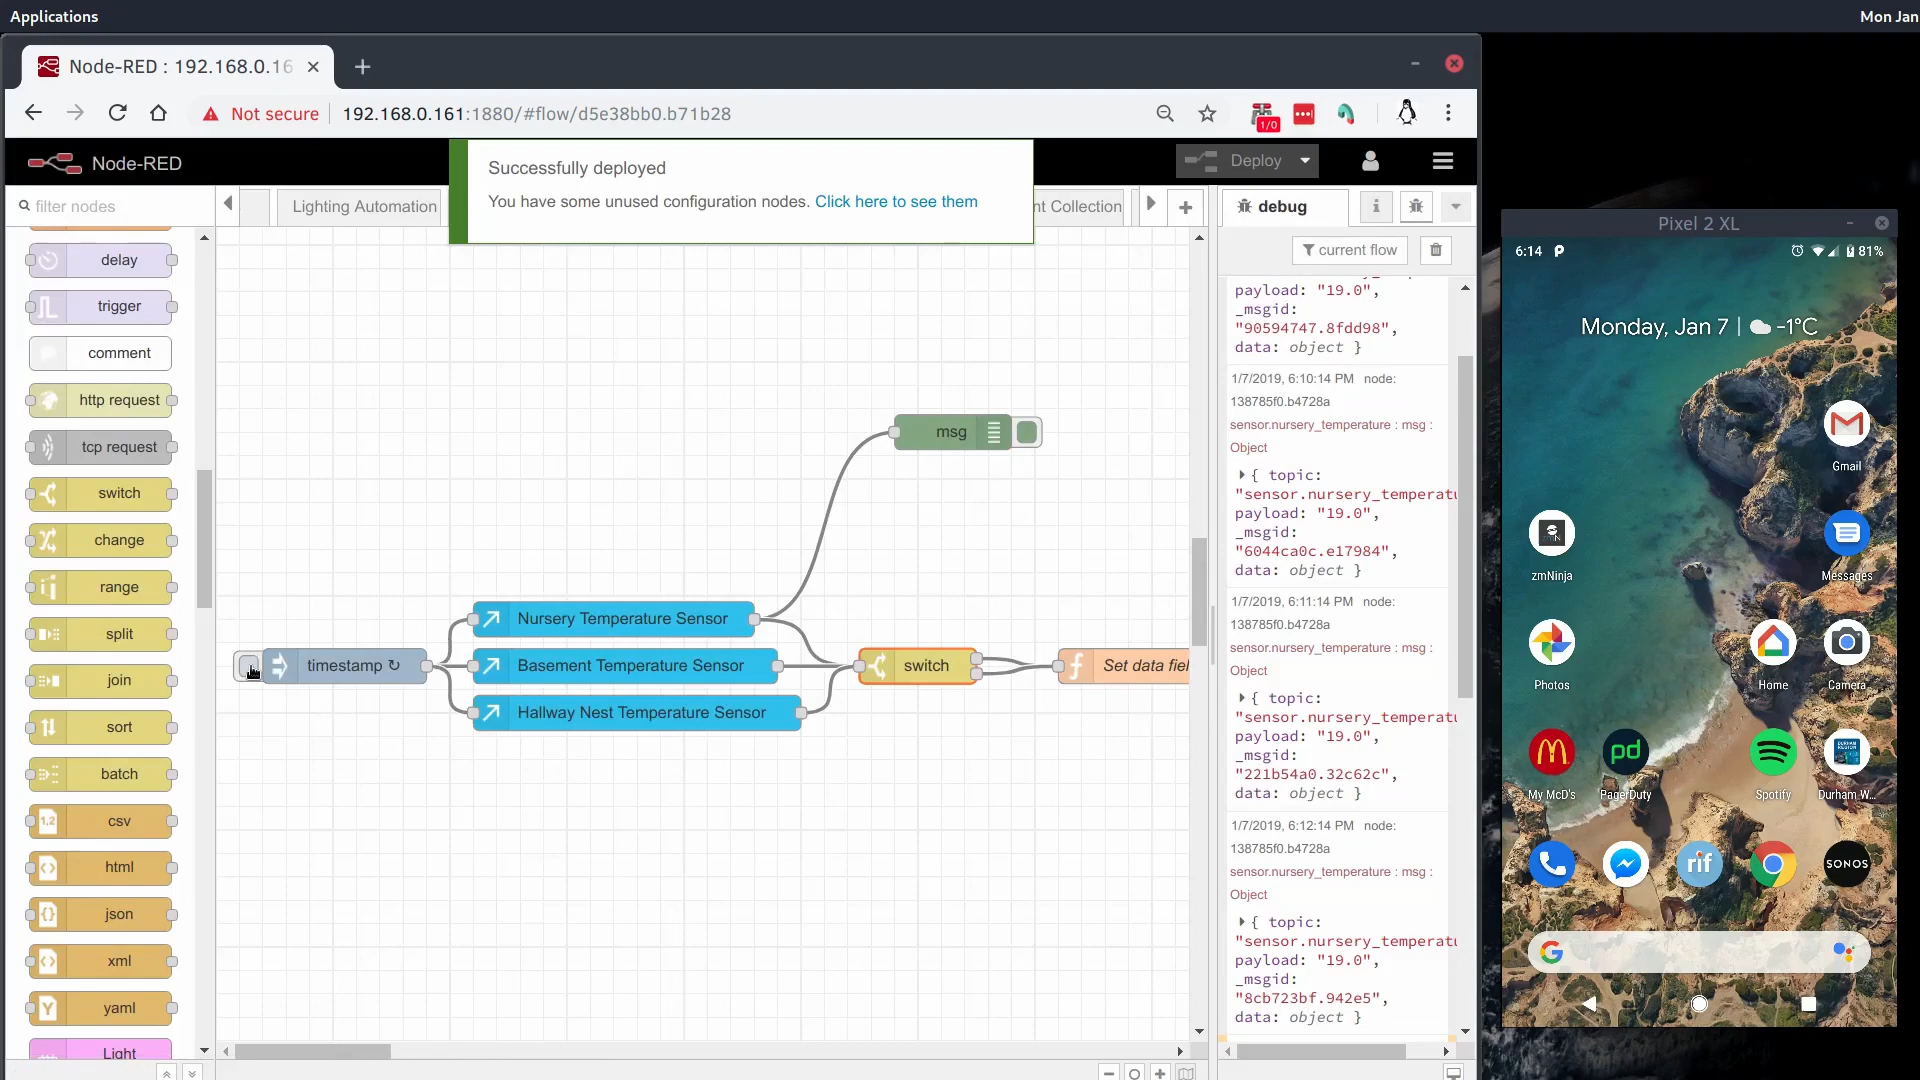 Applications
Mon Jan
Node-RED : 192.168.0.16
Not secure
192.168.0.161:1880/#flow/d5e38bb0.b71b28
1/0
Node-RED
Successfully deployed
You have some unused configuration nodes. Click here to see them
Deploy
filter nodes
Lighting Automation
nt Collection
debug
current flow
delay
trigger
comment
http request
tcp request
switch
change
range
split
join
sort
batch
csv
html
json
xml
yaml
Light
msg
timestamp ↻
Nursery Temperature Sensor
Basement Temperature Sensor
Hallway Nest Temperature Sensor
switch
Set data fiel
payload: "19.0",
_msgid:
"90594747.8fdd98",
data: object }
1/7/2019, 6:10:14 PM node:
138785f0.b4728a
sensor.nursery_temperature : msg :
Object
{ topic:
"sensor.nursery_temperatu
payload: "19.0",
_msgid:
"6044ca0c.e17984",
data: object }
1/7/2019, 6:11:14 PM node:
138785f0.b4728a
sensor.nursery_temperature : msg :
Object
{ topic:
"sensor.nursery_temperatu
payload: "19.0",
_msgid:
"221b54a0.32c62c",
data: object }
1/7/2019, 6:12:14 PM node:
138785f0.b4728a
sensor.nursery_temperature : msg :
Object
{ topic:
"sensor.nursery_temperatu
payload: "19.0",
_msgid:
"8cb723bf.942e5",
data: object }
Pixel 2 XL
6:14
81%
Monday, Jan 7 | -1°C
Gmail
zmNinja
Messages
Photos
Home
Camera
My McD's
pd
PagerDuty
Spotify
Durham W...
rif
SONOS